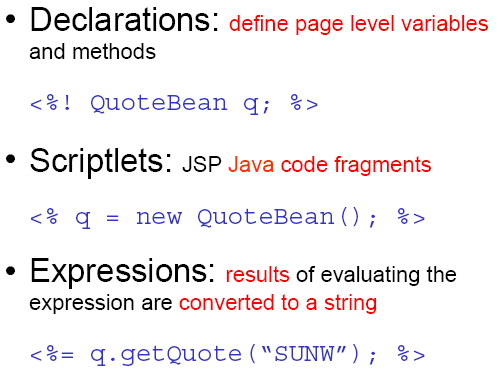 • Declarations: define page level variables
and methods
<%! QuoteBean q; %>
• Scriptlets: JSP Java code fragments
<% q = new QuoteBean(); %>
• Expressions: results of evaluating the
expression are converted to a string
<%= q.getQuote(“SUNW”); %>